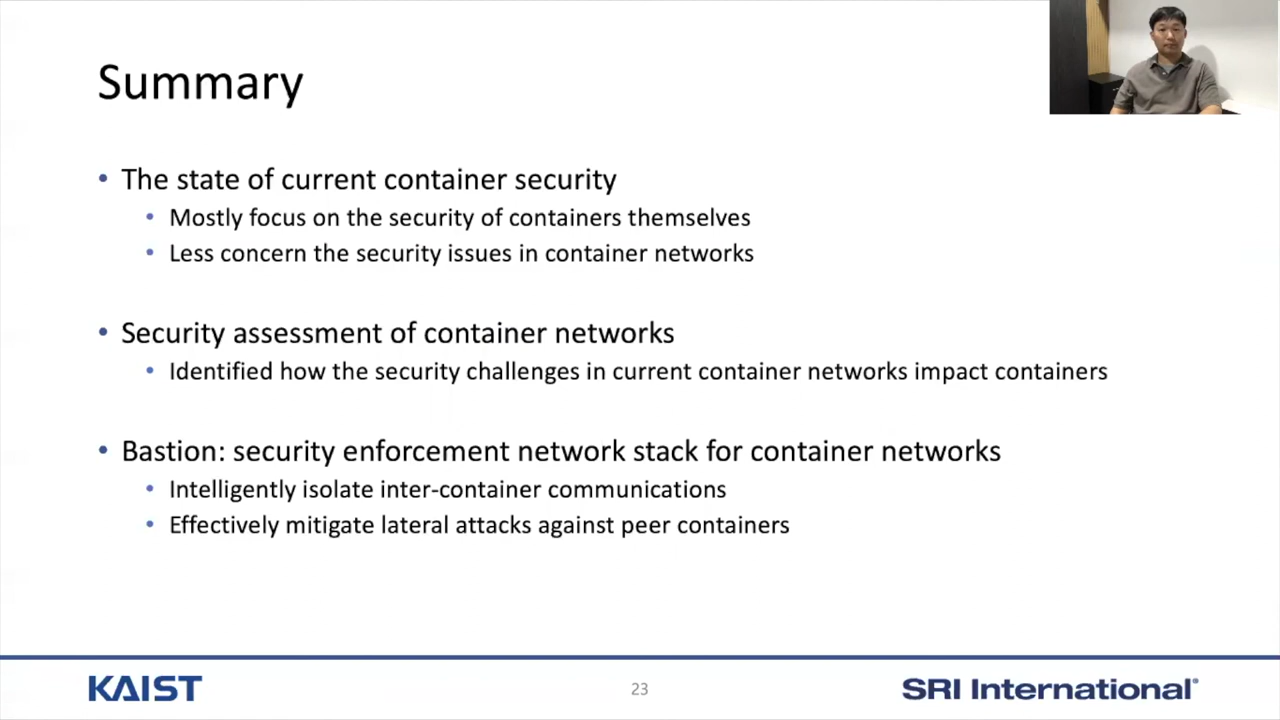 Summary
• The state of current container security
• Mostly focus on the security of containers themselves
• Less concern the security issues in container networks
• Security assessment of container networks
• Identified how the security challenges in current container networks impact containers
• Bastion: security enforcement network stack for container networks
• Intelligently isolate inter-container communications
• Effectively mitigate lateral attacks against peer containers
KAIST
23
SRI International®